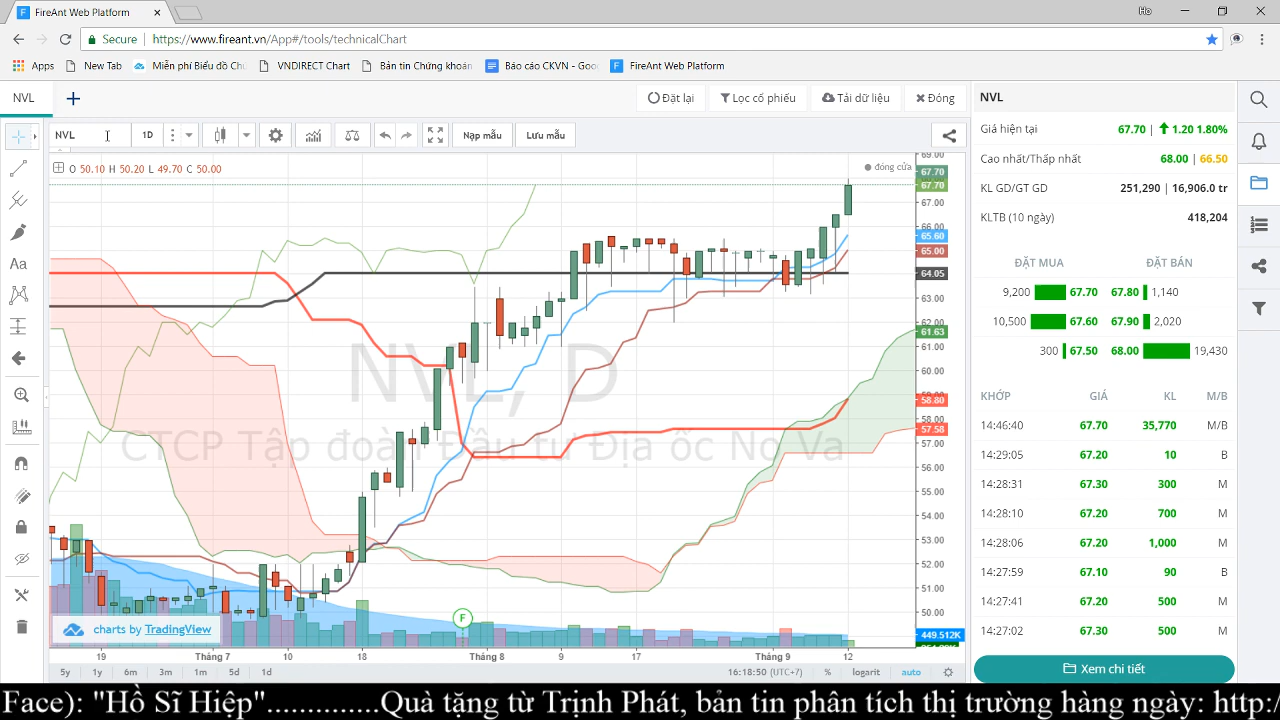 FireAnt Web Platform
Secure https://www.fireant.vn/App#/tools/technicalChart
Apps New Tab Miễn phí Biểu đồ Chu VNDIRECT Chart Bản tin Chứng khoán Báo cáo CKVN - Goo FireAnt Web Platform
NVL
Đặt lại Lọc cổ phiếu Tải dữ liệu Đóng
NVL 1D Nạp mẫu Lưu mẫu
O 50.10 H 50.20 L 49.70 C 50.00
đóng cửa
NVL, D
CTCP Tập đoàn Đầu tư Địa ốc No Va
69.00
67.70
67.70
67.00
66.00
65.60
65.00
64.05
63.00
62.00
61.63
61.00
60.00
58.80
58.00
57.58
57.00
56.00
55.00
54.00
53.00
52.00
51.00
50.00
449.512K
F
charts by TradingView
19 Tháng 7 10 18 Tháng 8 9 17 Tháng 9 12
5y 1y 6m 3m 1m 5d 1d 16:18:50 (UTC+7) % logarit auto
NVL
Giá hiện tại 67.70 | 1.20 1.80%
Cao nhất/Thấp nhất 68.00 | 66.50
KL GD/GT GD 251,290 | 16,906.0 tr
KLTB (10 ngày) 418,204
ĐẶT MUA ĐẶT BÁN
9,200 67.70 67.80 1,140
10,500 67.60 67.90 2,020
300 67.50 68.00 19,430
KHỚP GIÁ KL M/B
14:46:40 67.70 35,770 M/B
14:29:05 67.20 10 B
14:28:31 67.30 300 M
14:28:10 67.20 700 M
14:28:06 67.20 1,000 M
14:27:59 67.10 90 B
14:27:41 67.20 500 M
14:27:02 67.30 500 M
Xem chi tiết
Face): "Hồ Sĩ Hiệp"..............Quà tặng từ Trịnh Phát, bản tin phân tích thị trường hàng ngày: http:/